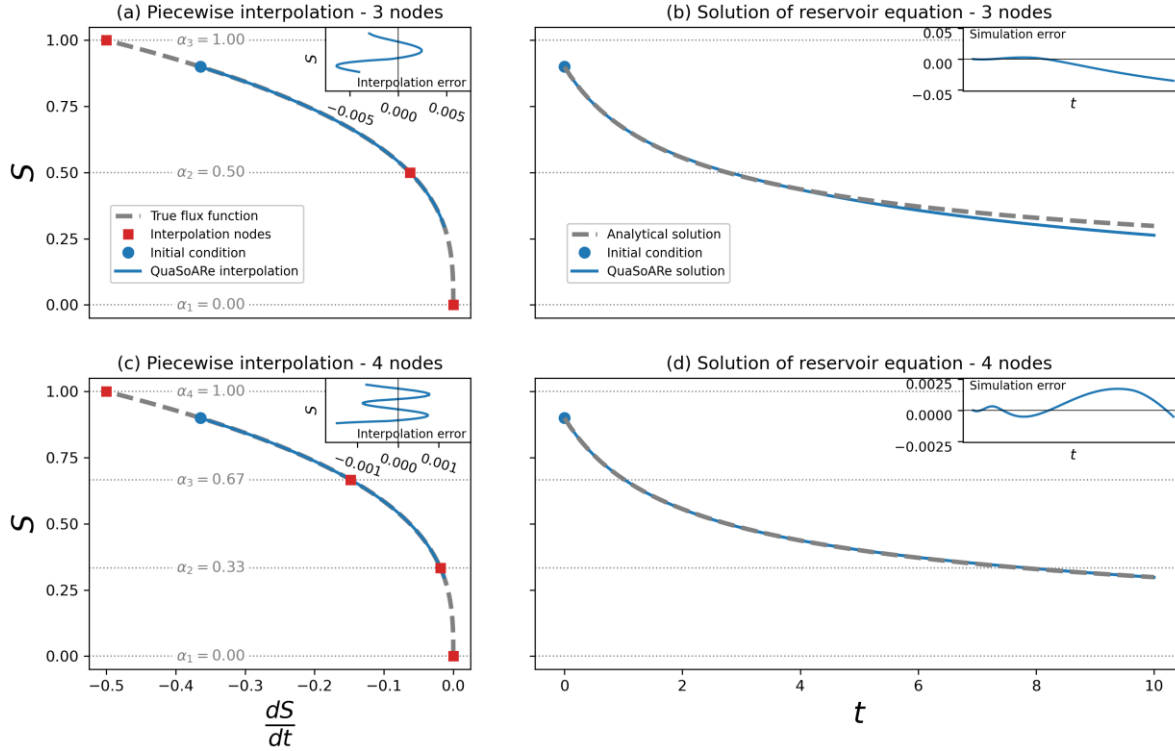 (a) Piecewise interpolation - 3 nodes
1.00
0.75
0.50
0.25
0.00
S
α₃ = 1.00
α₂ = 0.50
α₁ = 0.00
S
Interpolation error
−0.005
0.000
0.005
True flux function
Interpolation nodes
Initial condition
QuaSoARe interpolation
(b) Solution of reservoir equation - 3 nodes
0.05
0.00
−0.05
Simulation error
t
Analytical solution
Initial condition
QuaSoARe solution
(c) Piecewise interpolation - 4 nodes
1.00
0.75
0.50
0.25
0.00
S
α₄ = 1.00
α₃ = 0.67
α₂ = 0.33
α₁ = 0.00
S
Interpolation error
−0.001
0.000
0.001
−0.5
−0.4
−0.3
−0.2
−0.1
0.0
dS
dt
(d) Solution of reservoir equation - 4 nodes
0.0025
0.0000
−0.0025
Simulation error
t
0
2
4
6
8
10
t